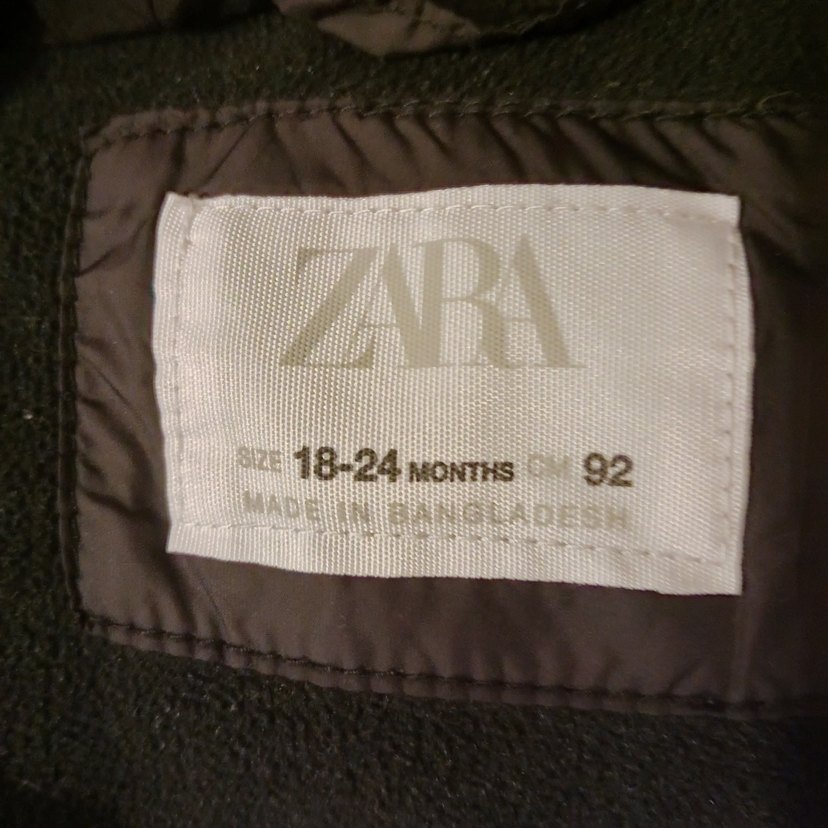 ZARA
SIZE 18-24 MONTHS CM 92
MADE IN BANGLADESH